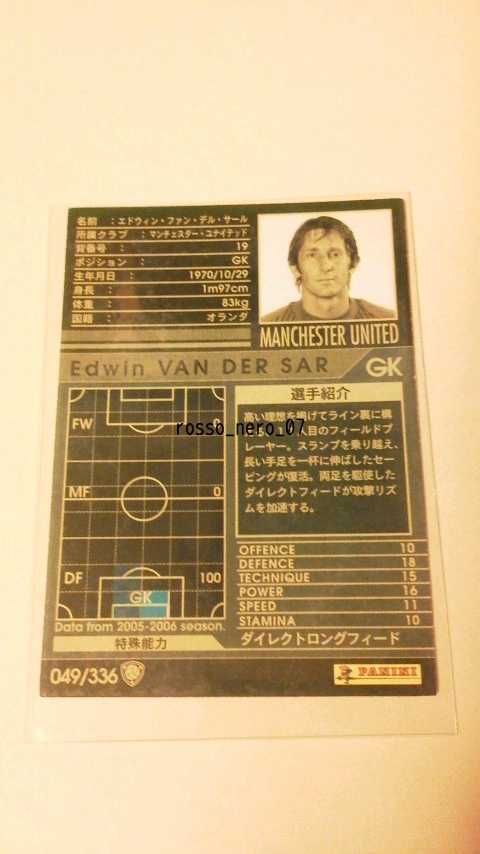 名前 : エドウィン・ファン・デル・サール
所属クラブ : マンチェスター・ユナイテッド
背番号 : 19
ポジション : GK
生年月日 : 1970/10/29
身長 : 1m97cm
体重 : 83kg
国籍 : オランダ
MANCHESTER UNITED
Edwin VAN DER SAR GK
FW 0
MF 0
DF 100
GK
Data from 2005-2006 season.
特殊能力
選手紹介
高い理想を掲げてライン裏に構
人目のフィールドプ
レーヤー。スランプを乗り越え、
長い手足を一杯に伸ばしたセー
ビングが復活。両足を駆使した
ダイレクトフィードが攻撃リズ
ムを加速する。
rosso_nero_07
OFFENCE 10
DEFENCE 18
TECHNIQUE 15
POWER 16
SPEED 11
STAMINA 10
ダイレクトロングフィード
049/336
PANINI